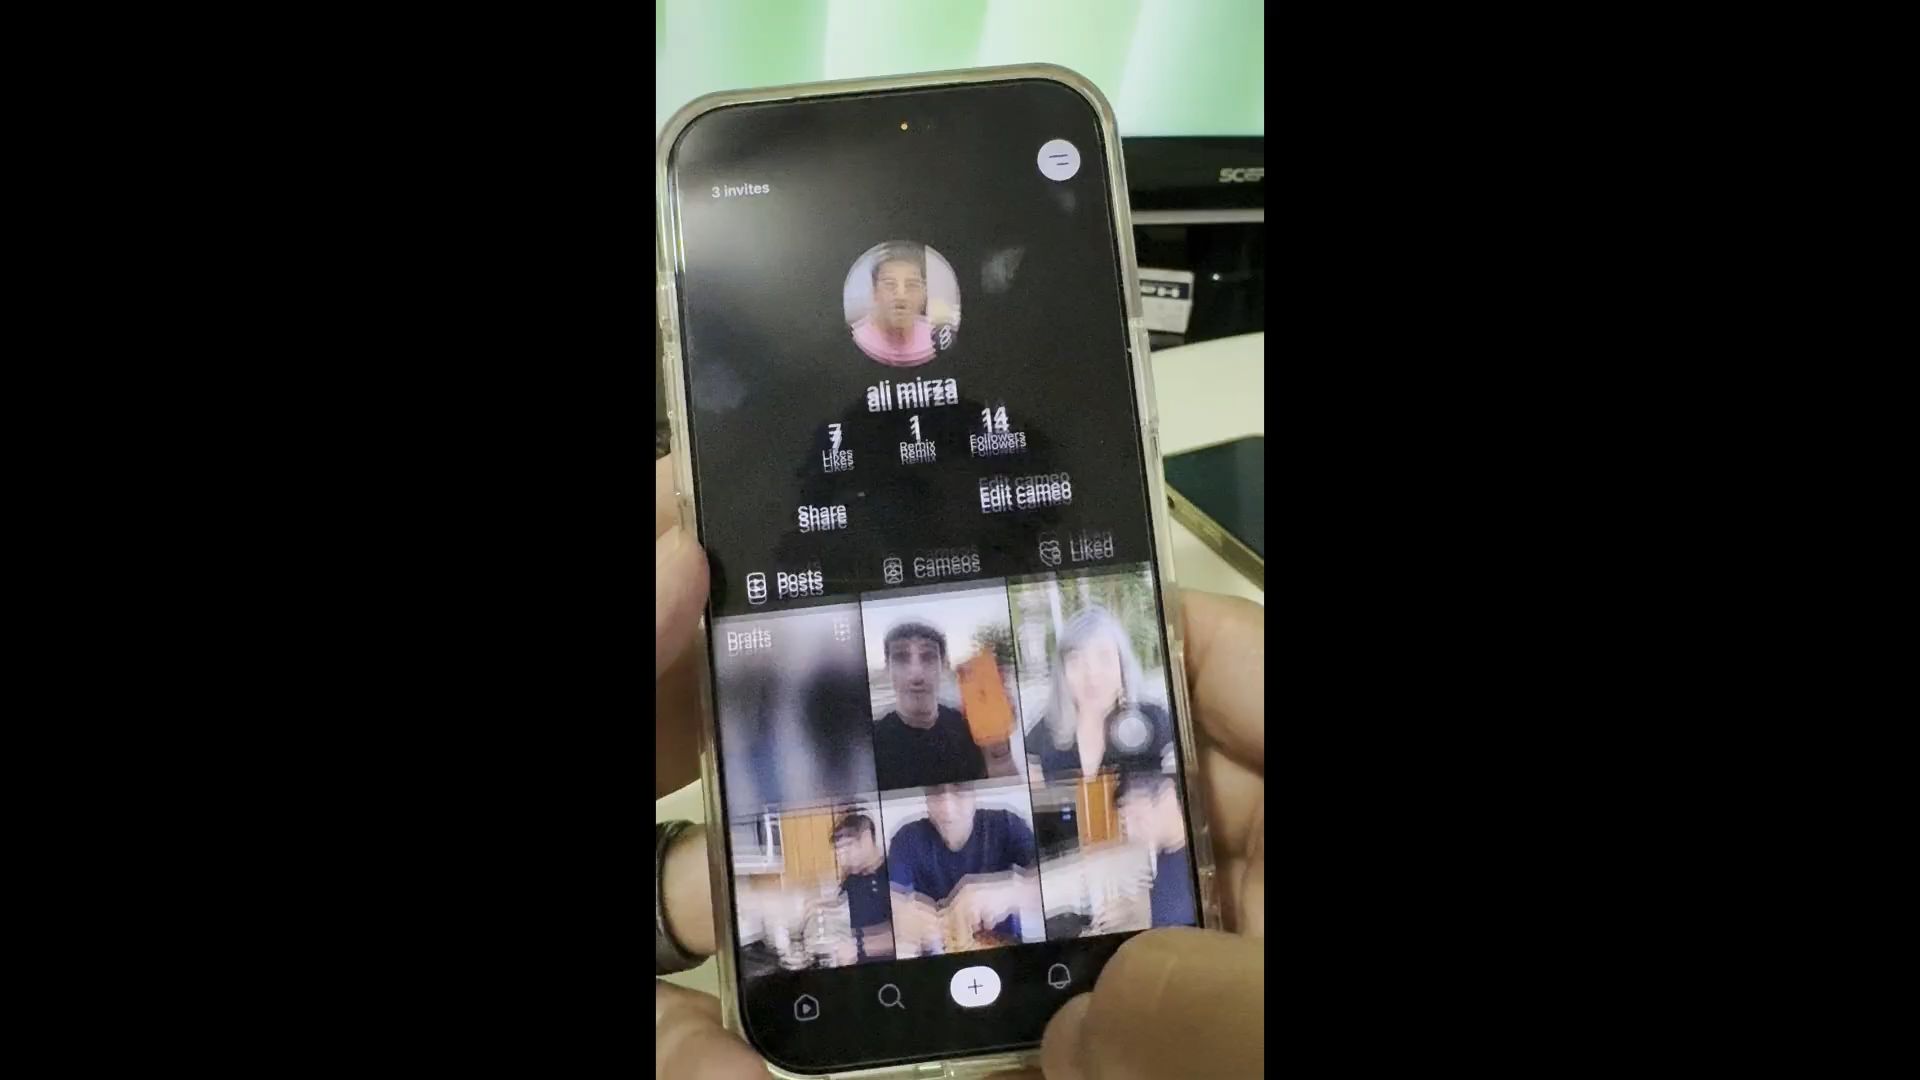 3 invites
ali mirza
7 1 14
Likes Remix Followers
Share Edit cameo
Posts Cameos Liked
Drafts